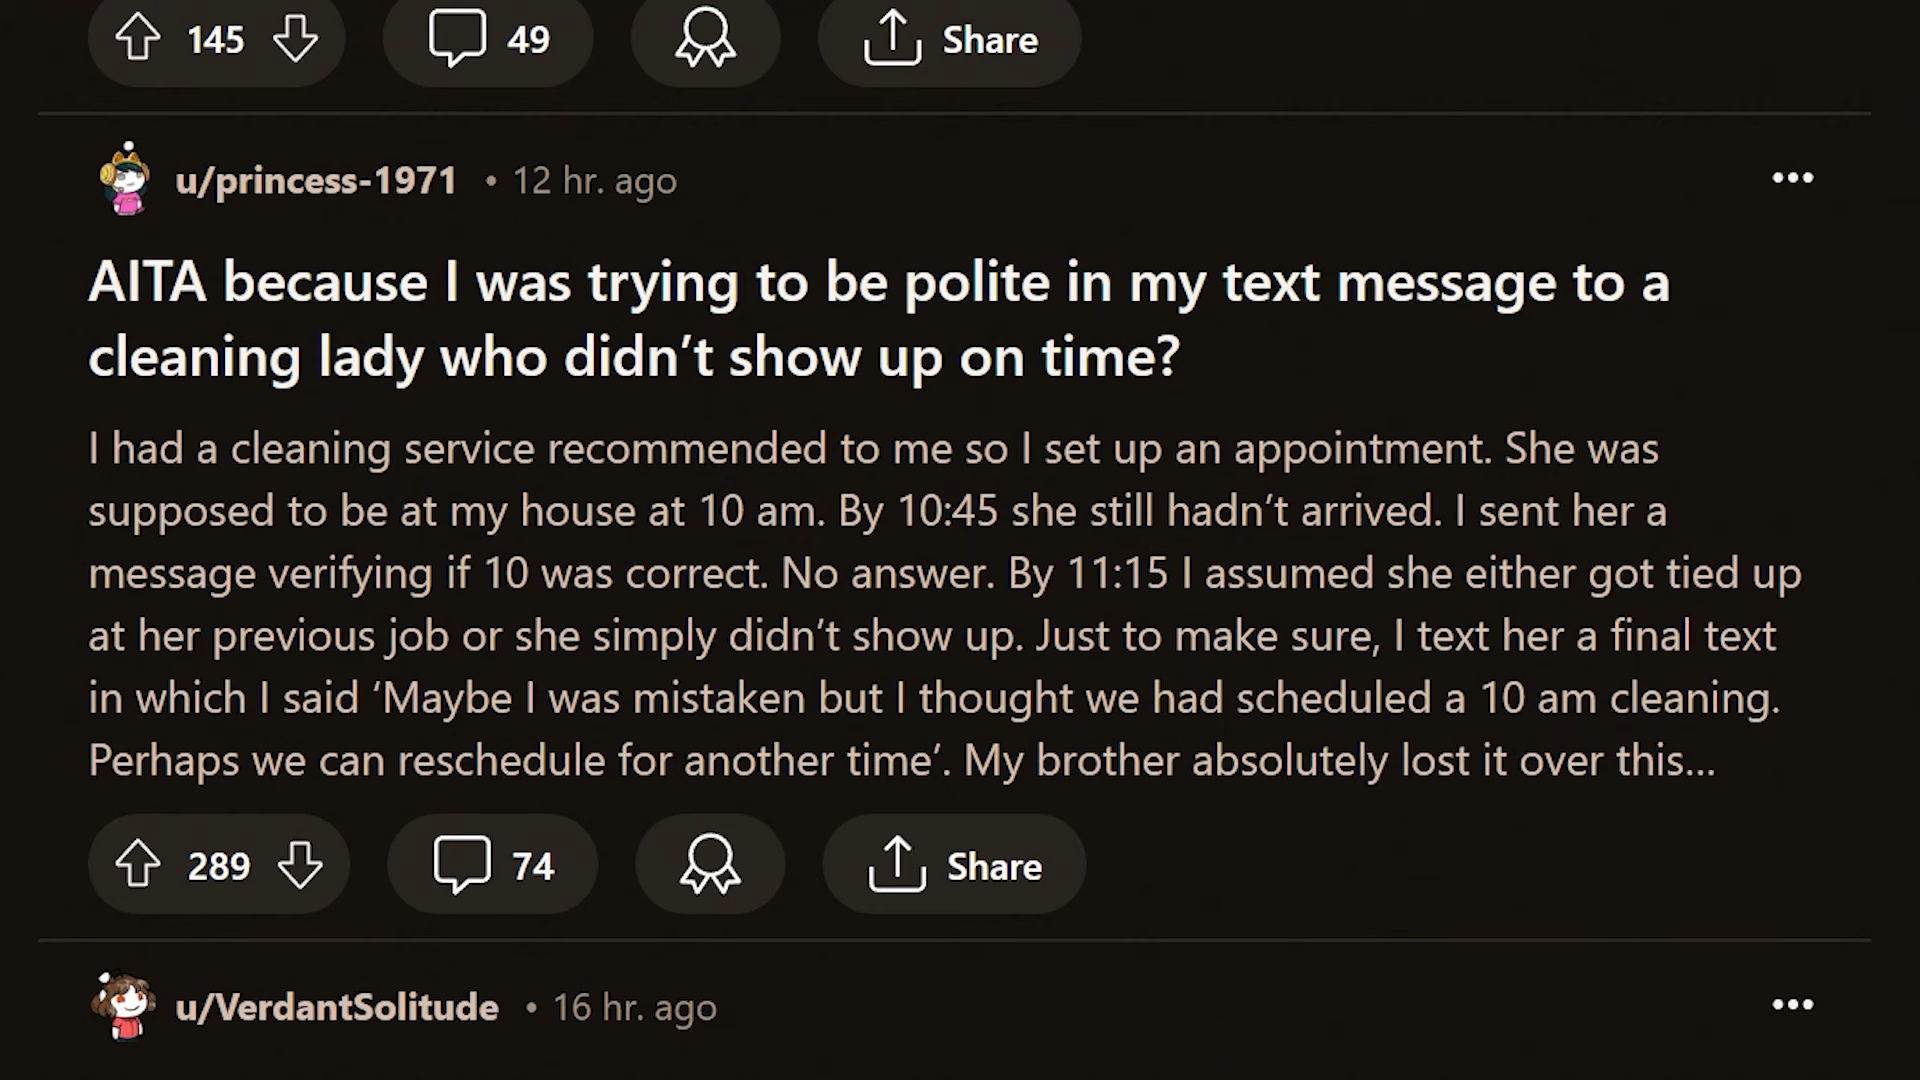 145 49 Share
u/princess-1971 • 12 hr. ago
AITA because I was trying to be polite in my text message to a
cleaning lady who didn’t show up on time?
I had a cleaning service recommended to me so I set up an appointment. She was
supposed to be at my house at 10 am. By 10:45 she still hadn’t arrived. I sent her a
message verifying if 10 was correct. No answer. By 11:15 I assumed she either got tied up
at her previous job or she simply didn’t show up. Just to make sure, I text her a final text
in which I said ‘Maybe I was mistaken but I thought we had scheduled a 10 am cleaning.
Perhaps we can reschedule for another time’. My brother absolutely lost it over this...
289 74 Share
u/VerdantSolitude • 16 hr. ago